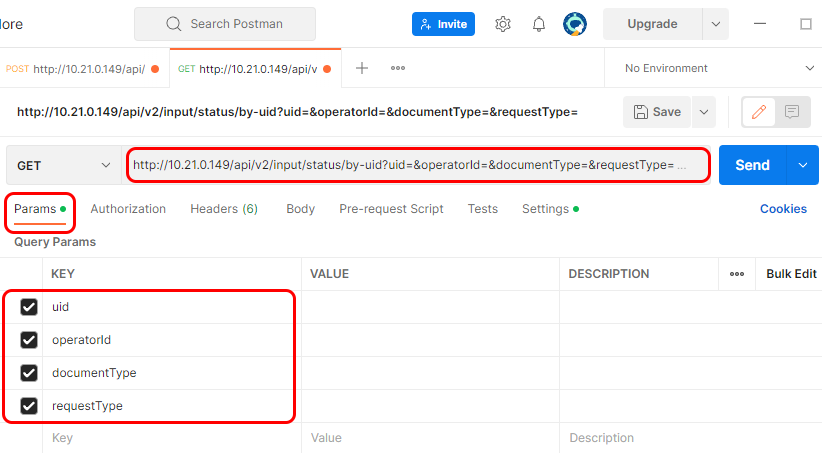 lore Search Postman Invite Upgrade
POST http://10.21.0.149/api/ GET http://10.21.0.149/api/v No Environment
http://10.21.0.149/api/v2/input/status/by-uid?uid=&operatorId=&documentType=&requestType= Save
GET http://10.21.0.149/api/v2/input/status/by-uid?uid=&operatorId=&documentType=&requestType= ... Send
Params Authorization Headers (6) Body Pre-request Script Tests Settings Cookies
Query Params
KEY VALUE DESCRIPTION Bulk Edit
uid
operatorId
documentType
requestType
Key Value Description